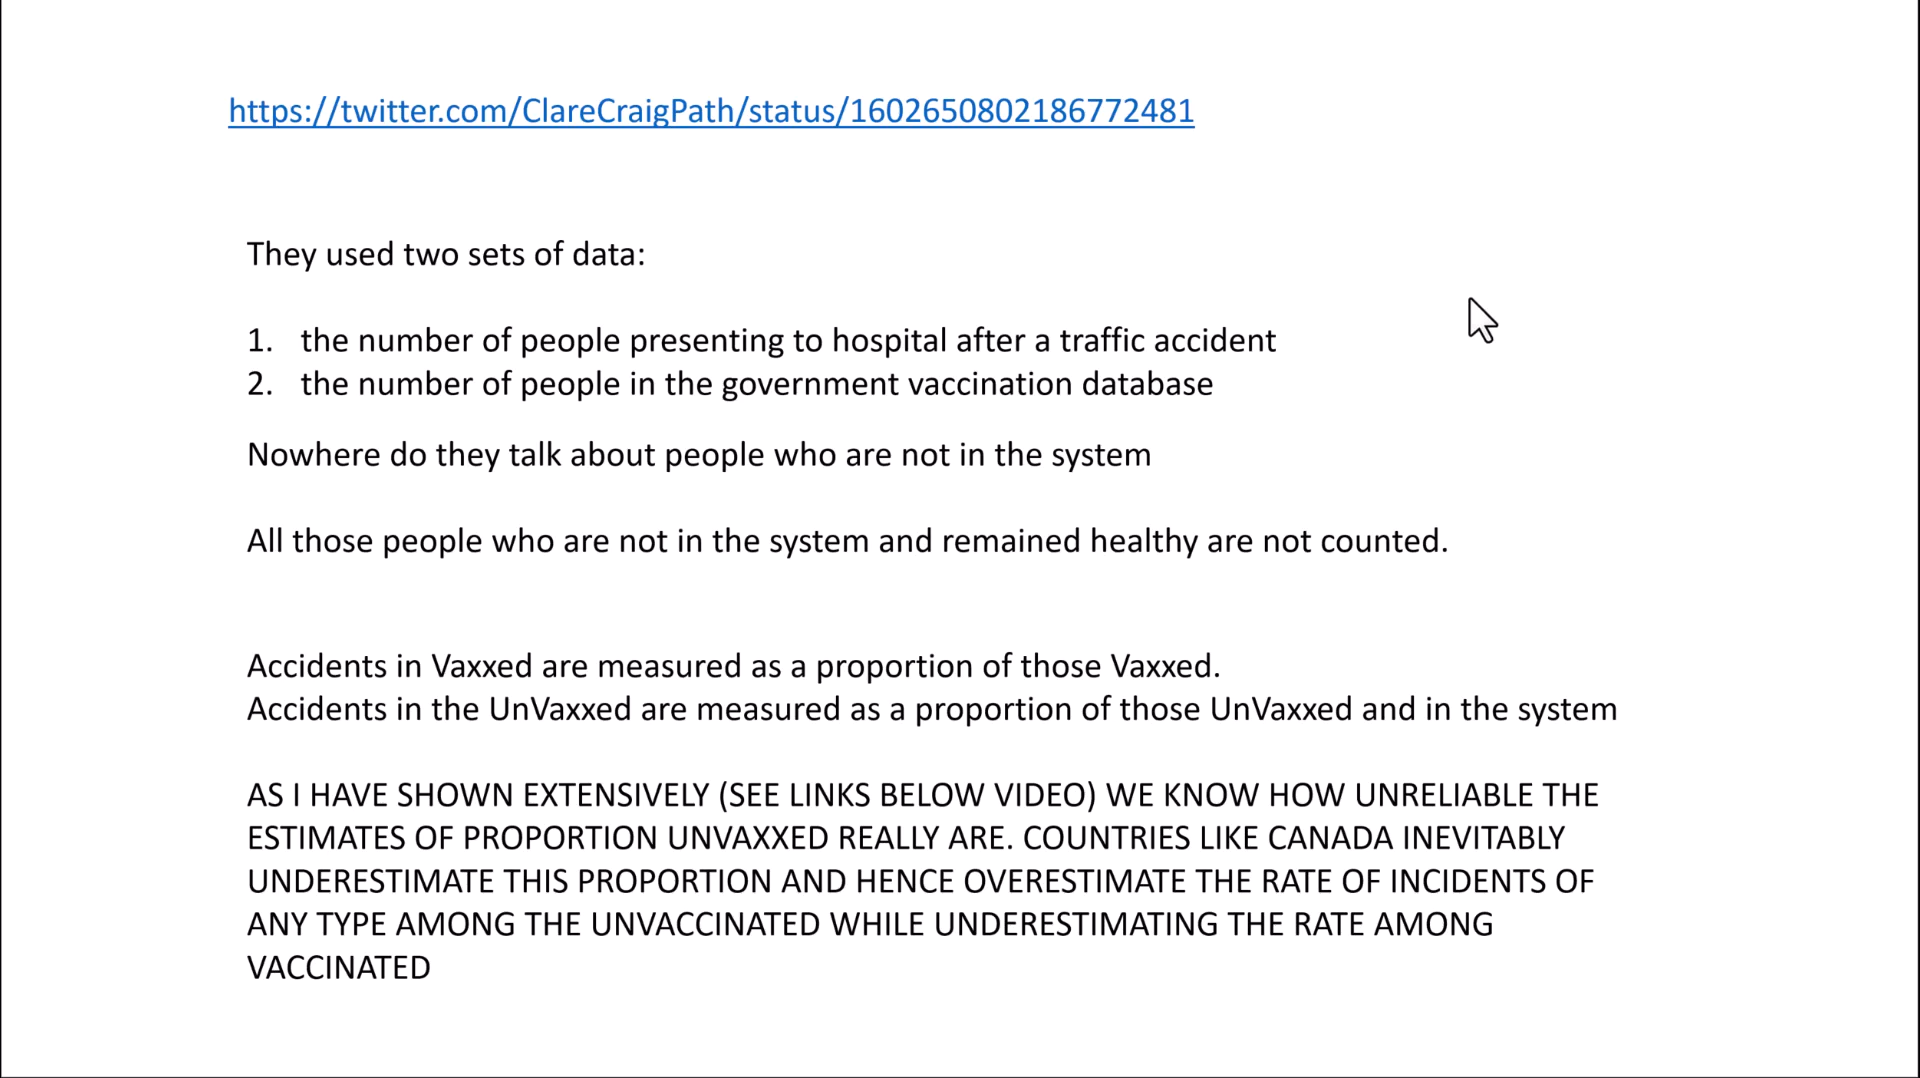 https://twitter.com/ClareCraigPath/status/1602650802186772481
They used two sets of data:
1. the number of people presenting to hospital after a traffic accident
2. the number of people in the government vaccination database
Nowhere do they talk about people who are not in the system
All those people who are not in the system and remained healthy are not counted.
Accidents in Vaxxed are measured as a proportion of those Vaxxed.
Accidents in the UnVaxxed are measured as a proportion of those UnVaxxed and in the system
AS I HAVE SHOWN EXTENSIVELY (SEE LINKS BELOW VIDEO) WE KNOW HOW UNRELIABLE THE
ESTIMATES OF PROPORTION UNVAXXED REALLY ARE. COUNTRIES LIKE CANADA INEVITABLY
UNDERESTIMATE THIS PROPORTION AND HENCE OVERESTIMATE THE RATE OF INCIDENTS OF
ANY TYPE AMONG THE UNVACCINATED WHILE UNDERESTIMATING THE RATE AMONG
VACCINATED